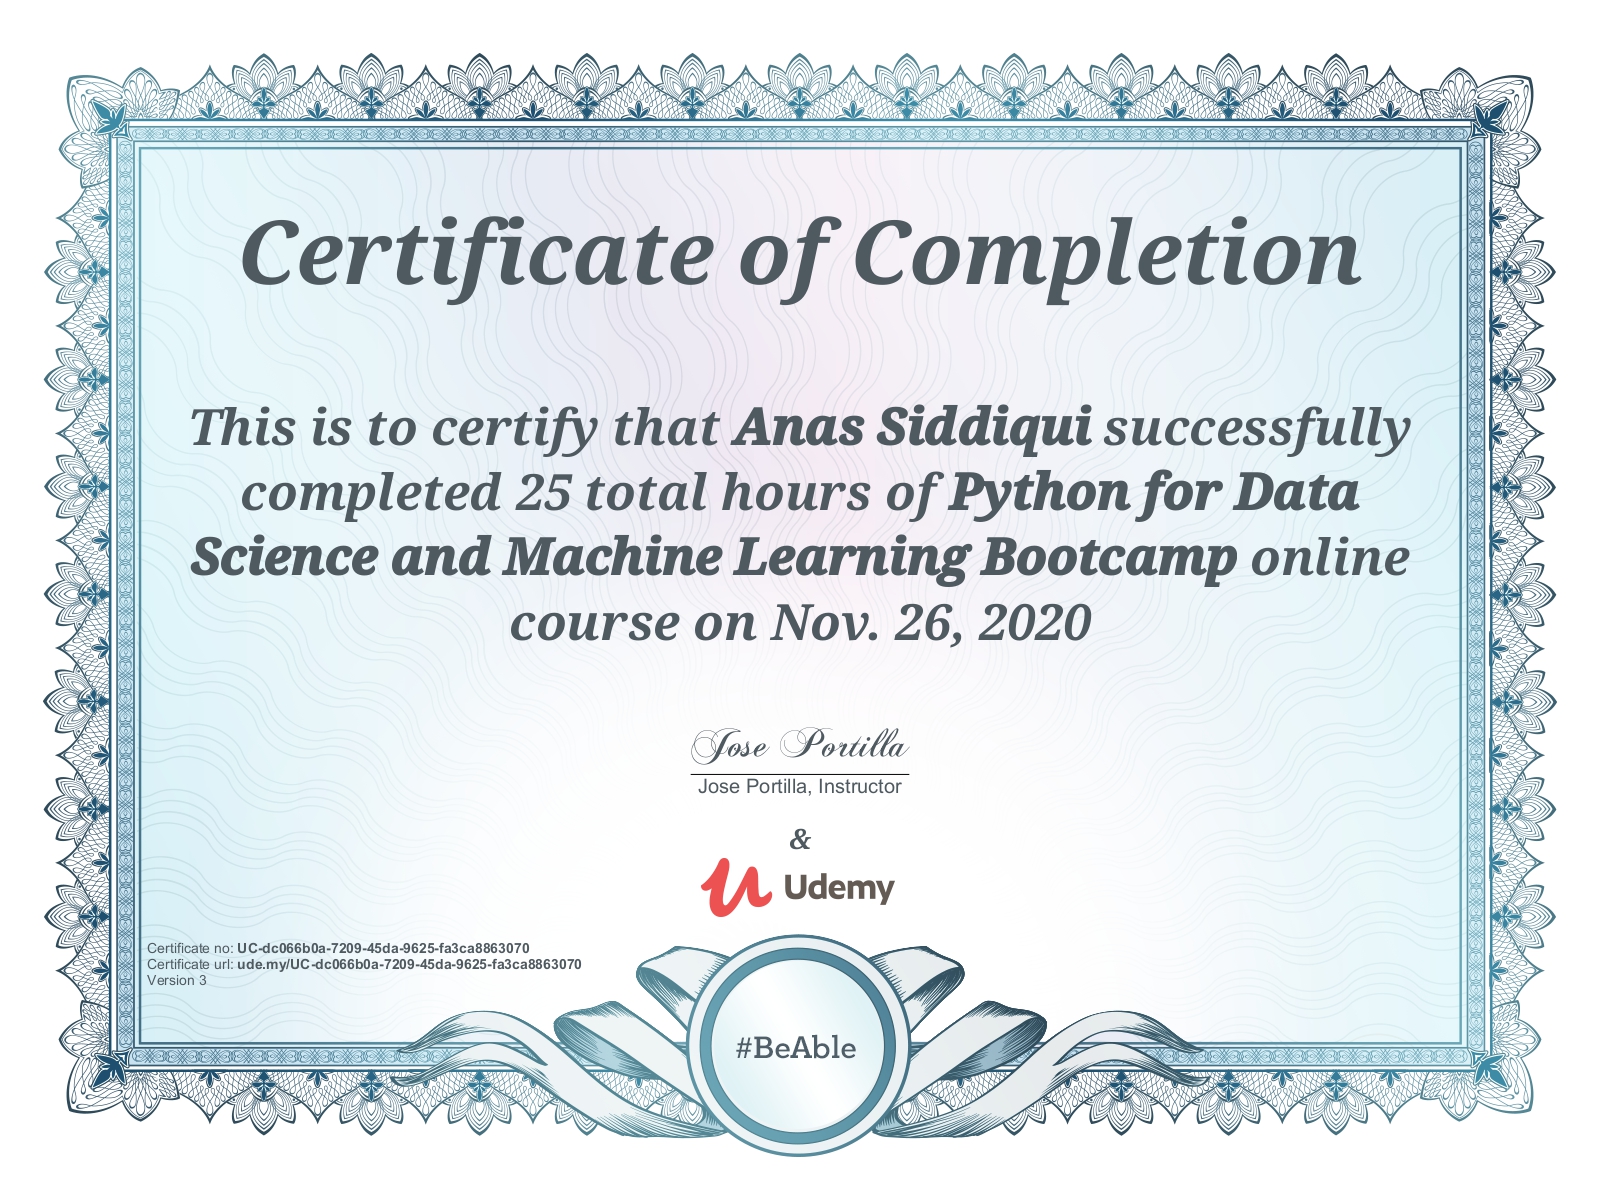 Certificate of Completion
This is to certify that Anas Siddiqui successfully
completed 25 total hours of Python for Data
Science and Machine Learning Bootcamp online
course on Nov. 26, 2020
Jose Portilla
Jose Portilla, Instructor
&
Udemy
Certificate no: UC-dc066b0a-7209-45da-9625-fa3ca8863070
Certificate url: ude.my/UC-dc066b0a-7209-45da-9625-fa3ca8863070
Version 3
#BeAble